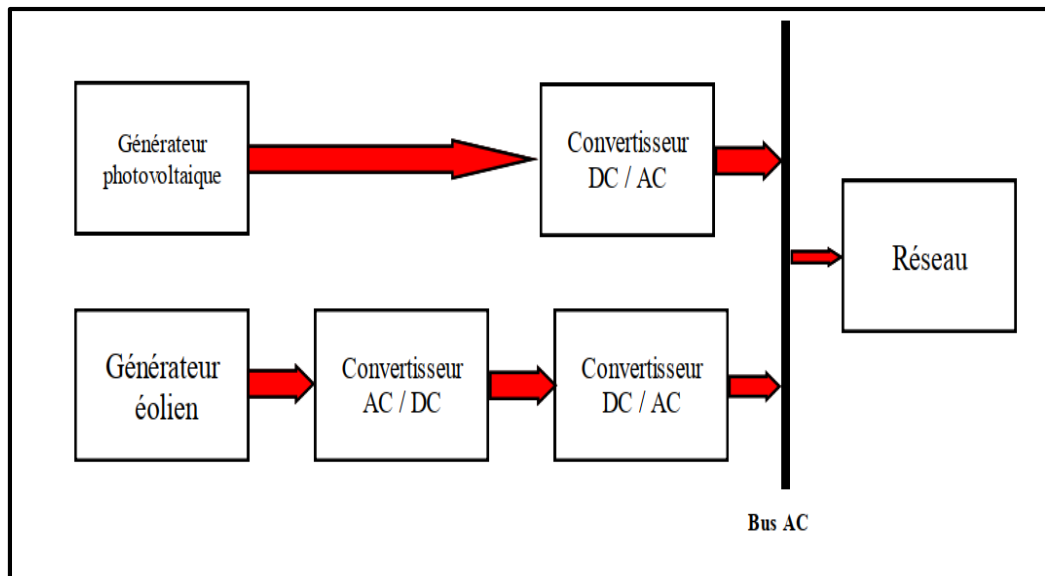 Générateur
photovoltaique
Convertisseur
DC / AC
Réseau
Générateur
éolien
Convertisseur
AC / DC
Convertisseur
DC / AC
Bus AC